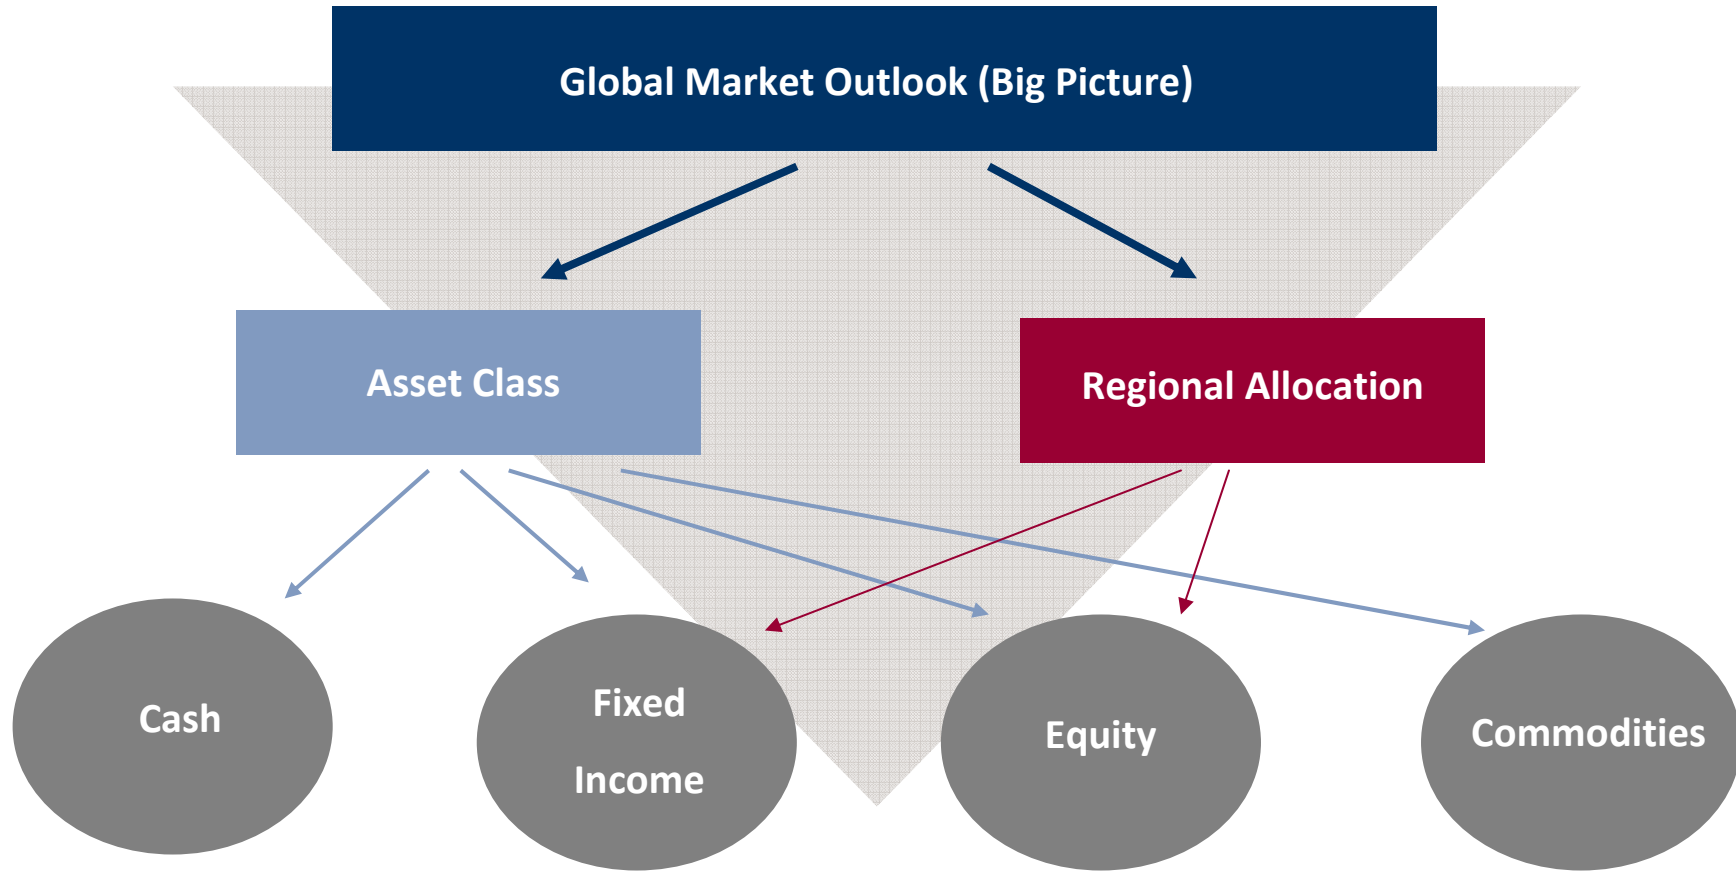 Global Market Outlook (Big Picture)
Asset Class
Regional Allocation
Cash
Fixed
Income
Equity
Commodities